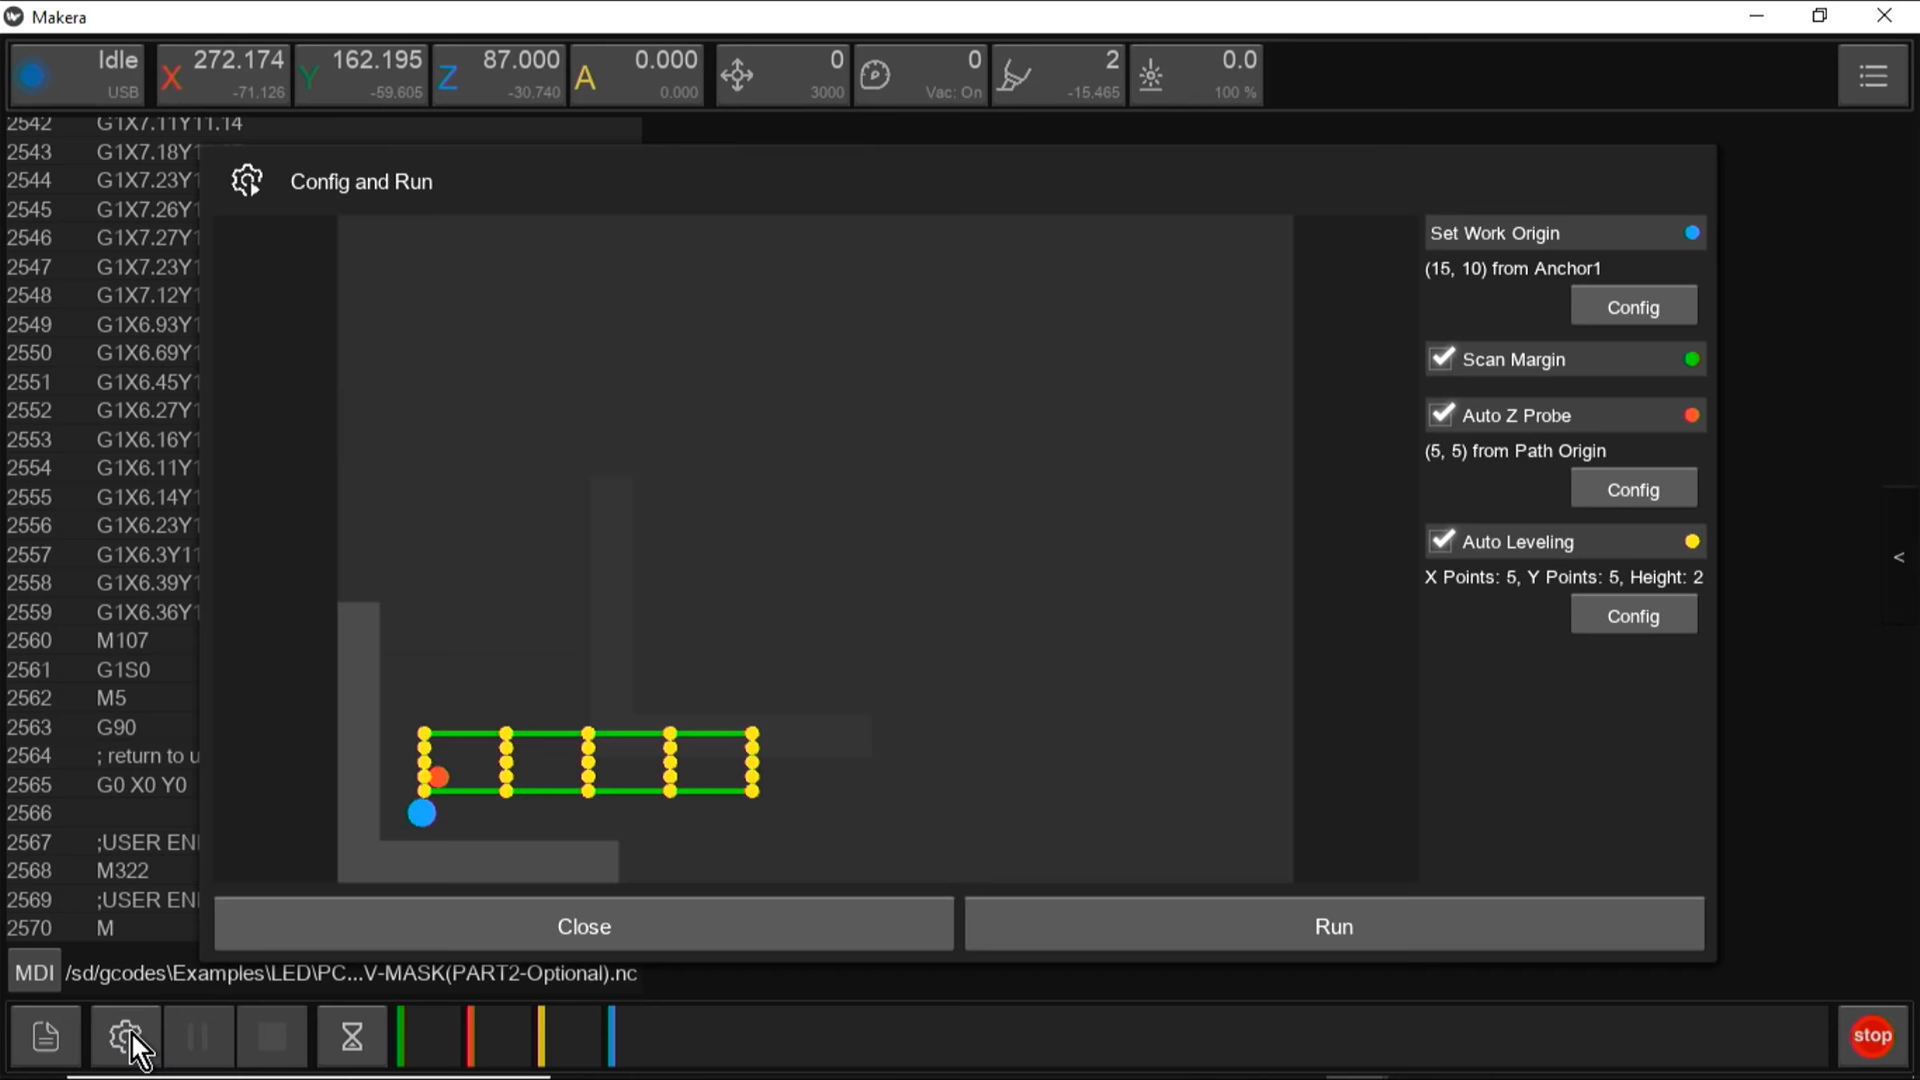 Makera
Idle
USB
X 272.174
-71.126
Y 162.195
-59.605
Z 87.000
-30.740
A 0.000
0.000
0
3000
0
Vac: On
2
-15.465
0.0
100 %
2542 G1X7.11Y11.14
2543 G1X7.18Y1
2544 G1X7.23Y1
2545 G1X7.26Y1
2546 G1X7.27Y1
2547 G1X7.23Y1
2548 G1X7.12Y1
2549 G1X6.93Y1
2550 G1X6.69Y1
2551 G1X6.45Y1
2552 G1X6.27Y1
2553 G1X6.16Y1
2554 G1X6.11Y1
2555 G1X6.14Y1
2556 G1X6.23Y1
2557 G1X6.3Y11
2558 G1X6.39Y1
2559 G1X6.36Y1
2560 M107
2561 G1S0
2562 M5
2563 G90
2564 ; return to u
2565 G0 X0 Y0
2566
2567 ;USER EN
2568 M322
2569 ;USER EN
2570 M
Config and Run
Set Work Origin
(15, 10) from Anchor1
Config
Scan Margin
Auto Z Probe
(5, 5) from Path Origin
Config
Auto Leveling
X Points: 5, Y Points: 5, Height: 2
Config
<
Close
Run
MDI /sd/gcodes\Examples\LED\PC...V-MASK(PART2-Optional).nc
stop